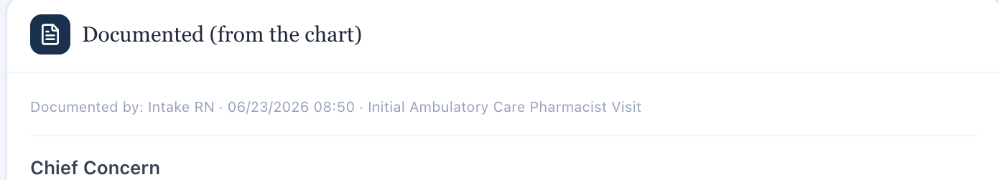 Documented (from the chart)
Documented by: Intake RN · 06/23/2026 08:50 · Initial Ambulatory Care Pharmacist Visit
Chief Concern